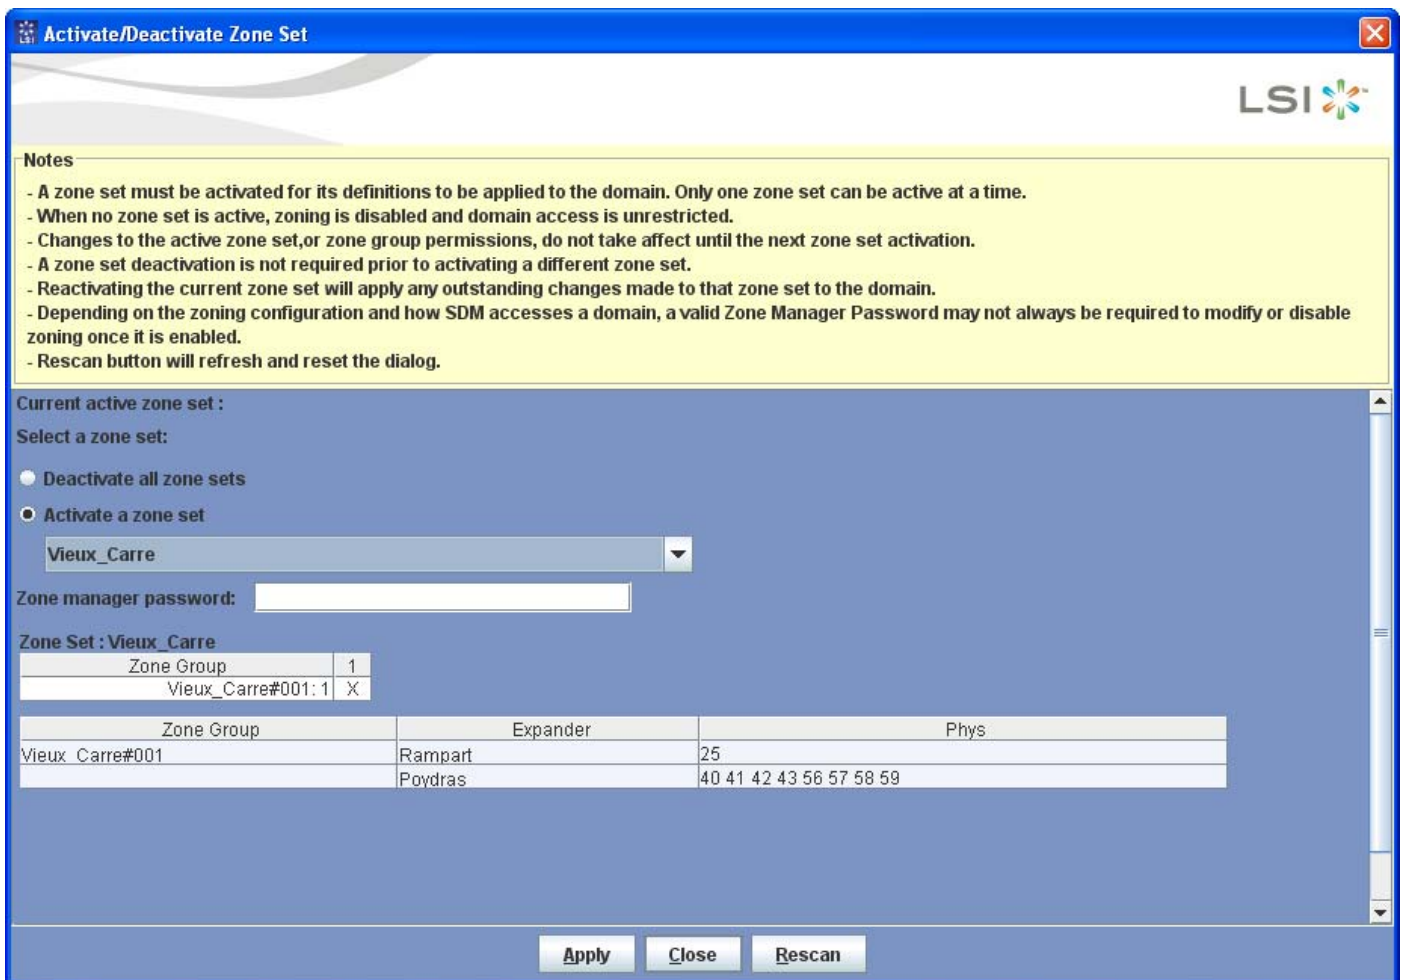 LSI
Activate/Deactivate Zone Set
LSI
Notes
- A zone set must be activated for its definitions to be applied to the domain. Only one zone set can be active at a time.
- When no zone set is active, zoning is disabled and domain access is unrestricted.
- Changes to the active zone set,or zone group permissions, do not take affect until the next zone set activation.
- A zone set deactivation is not required prior to activating a different zone set.
- Reactivating the current zone set will apply any outstanding changes made to that zone set to the domain.
- Depending on the zoning configuration and how SDM accesses a domain, a valid Zone Manager Password may not always be required to modify or disable
zoning once it is enabled.
- Rescan button will refresh and reset the dialog.
Current active zone set :
Select a zone set:
Deactivate all zone sets
Activate a zone set
Vieux_Carre
Zone manager password:
Zone Set : Vieux_Carre
Zone Group 1
Vieux_Carre#001: 1 X
Zone Group Expander Phys
Vieux_Carre#001 Rampart 25
Poydras 40 41 42 43 56 57 58 59
Apply Close Rescan